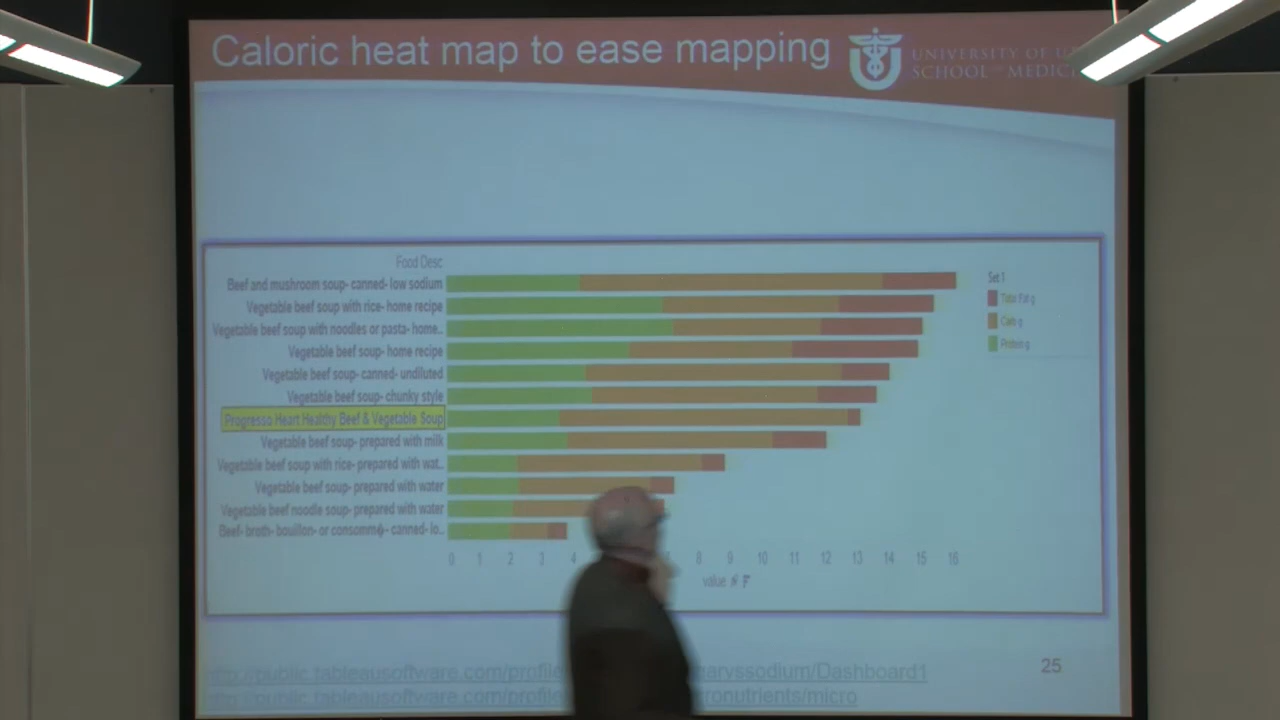 Caloric heat map to ease mapping
UNIVERSITY OF
SCHOOL OF MEDIC
Food Desc
Beef and mushroom soup- canned- low sodium
Vegetable beef soup with rice- home recipe
Vegetable beef soup with noodles or pasta- home..
Vegetable beef soup- home recipe
Vegetable beef soup- canned- undiluted
Vegetable beef soup- chunky style
Progresso Heart Healthy Beef & Vegetable Soup
Vegetable beef soup- prepared with milk
Vegetable beef soup with rice- prepared with wat..
Vegetable beef soup- prepared with water
Vegetable beef noodle soup- prepared with water
Beef- broth- bouillon- or consommé- canned- lo..
Set 1
Total Fat g
Carb g
Protein g
0 1 2 3 4 8 9 10 11 12 13 14 15 16
value
http://public.tableausoftware.com/profile aryssodium/Dashboard1
http://public.tableausoftware.com/profile ronutrients/micro
25